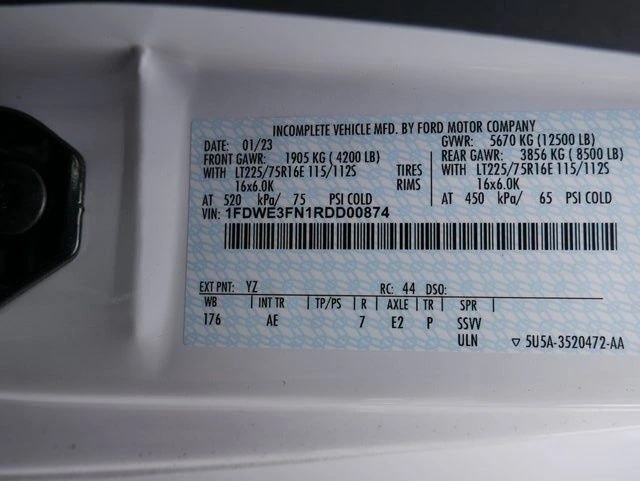 INCOMPLETE VEHICLE MFD. BY FORD MOTOR COMPANY
DATE: 01/23 GVWR: 5670 KG (12500 LB)
FRONT GAWR: 1905 KG ( 4200 LB) REAR GAWR: 3856 KG ( 8500 LB)
WITH LT225/75R16E 115/112S TIRES WITH LT225/75R16E 115/112S
16x6.0K RIMS 16x6.0K
AT 520 kPa/ 75 PSI COLD AT 450 kPa/ 65 PSI COLD
VIN: 1FDWE3FN1RDD00874
EXT PNT: YZ RC: 44 DSO:
WB INT TR TP/PS R AXLE TR SPR
176 AE 7 E2 P SSVV
ULN ▽ 5U5A-3520472-AA